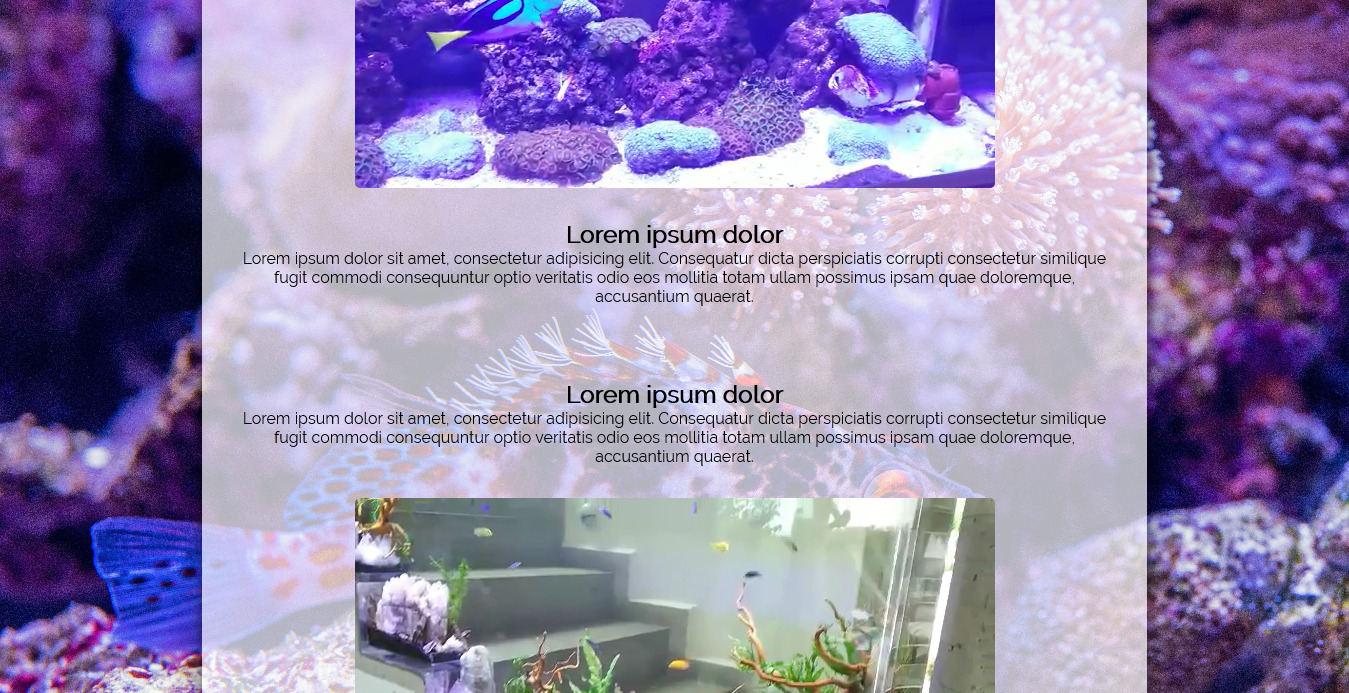 Lorem ipsum dolor
Lorem ipsum dolor sit amet, consectetur adipisicing elit. Consequatur dicta perspiciatis corrupti consectetur similique
fugit commodi consequuntur optio veritatis odio eos mollitia totam ullam possimus ipsam quae doloremque,
accusantium quaerat.
Lorem ipsum dolor
Lorem ipsum dolor sit amet, consectetur adipisicing elit. Consequatur dicta perspiciatis corrupti consectetur similique
fugit commodi consequuntur optio veritatis odio eos mollitia totam ullam possimus ipsam quae doloremque,
accusantium quaerat.